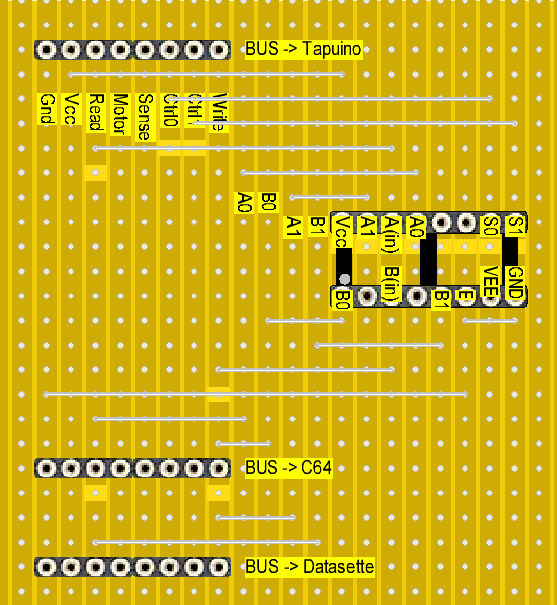 BUS -> Tapuino
Gnd
Vcc
Read
Motor
Sense
Ctrl0
Write
A0
B0
A1
B1
Vcc
A1
A(in)
A0
S0
S1
B0
B(in)
B1
E
VEE
GND
BUS -> C64
BUS -> Datasette